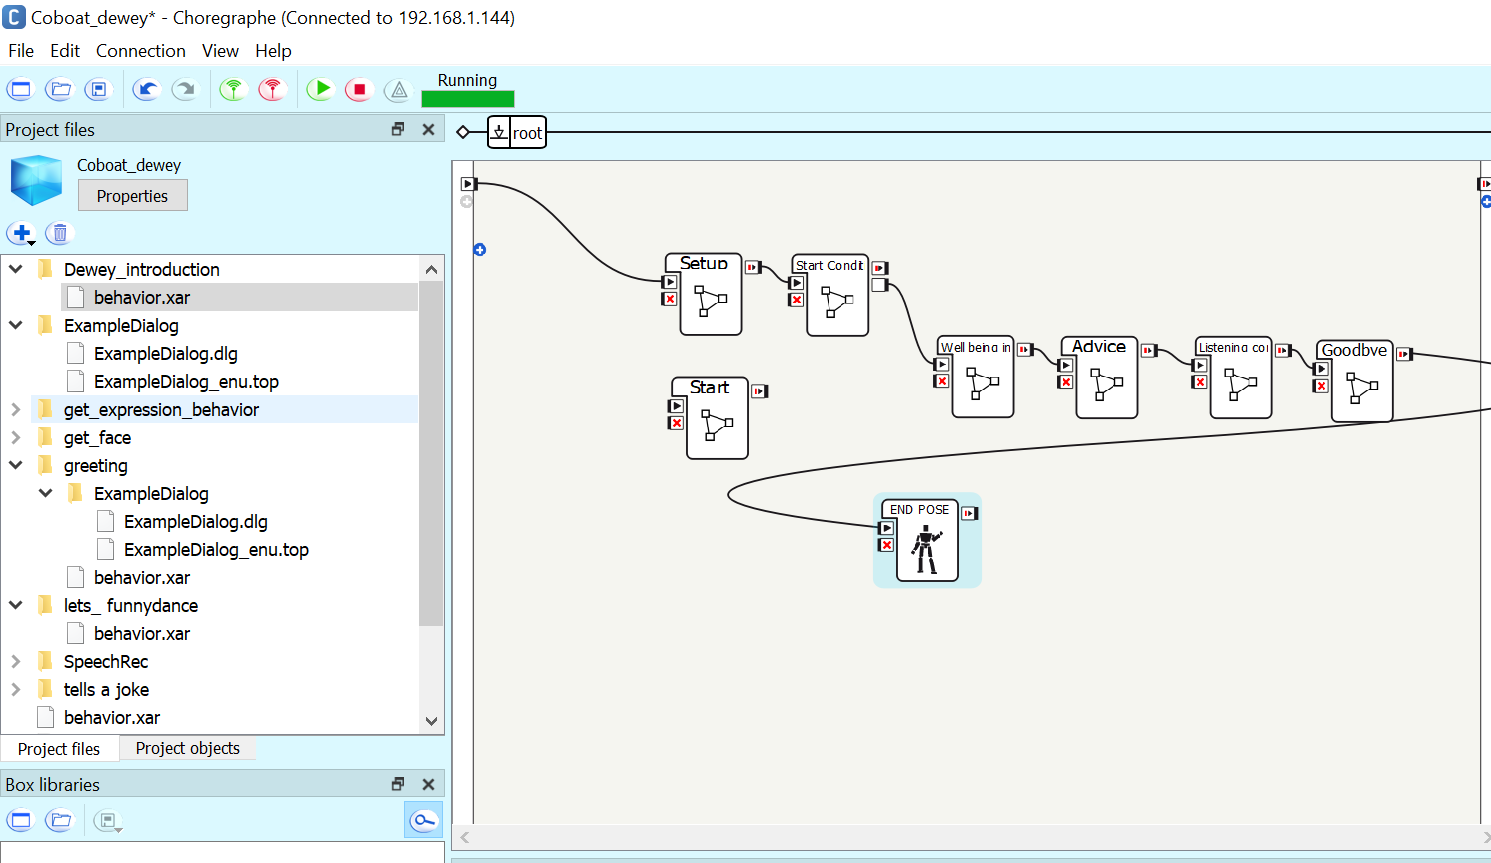 Coboat_dewey* - Choregraphe (Connected to 192.168.1.144)
File Edit Connection View Help
Running
Project files
root
Coboat_dewey
Properties
Dewey_introduction
behavior.xar
ExampleDialog
ExampleDialog.dlg
ExampleDialog_enu.top
get_expression_behavior
get_face
greeting
ExampleDialog
ExampleDialog.dlg
ExampleDialog_enu.top
behavior.xar
lets_ funnydance
behavior.xar
SpeechRec
tells a joke
behavior.xar
Project files Project objects
Box libraries
Setup
Start Condit
Well being in
Advice
Listening cor
Goodbye
Start
END POSE